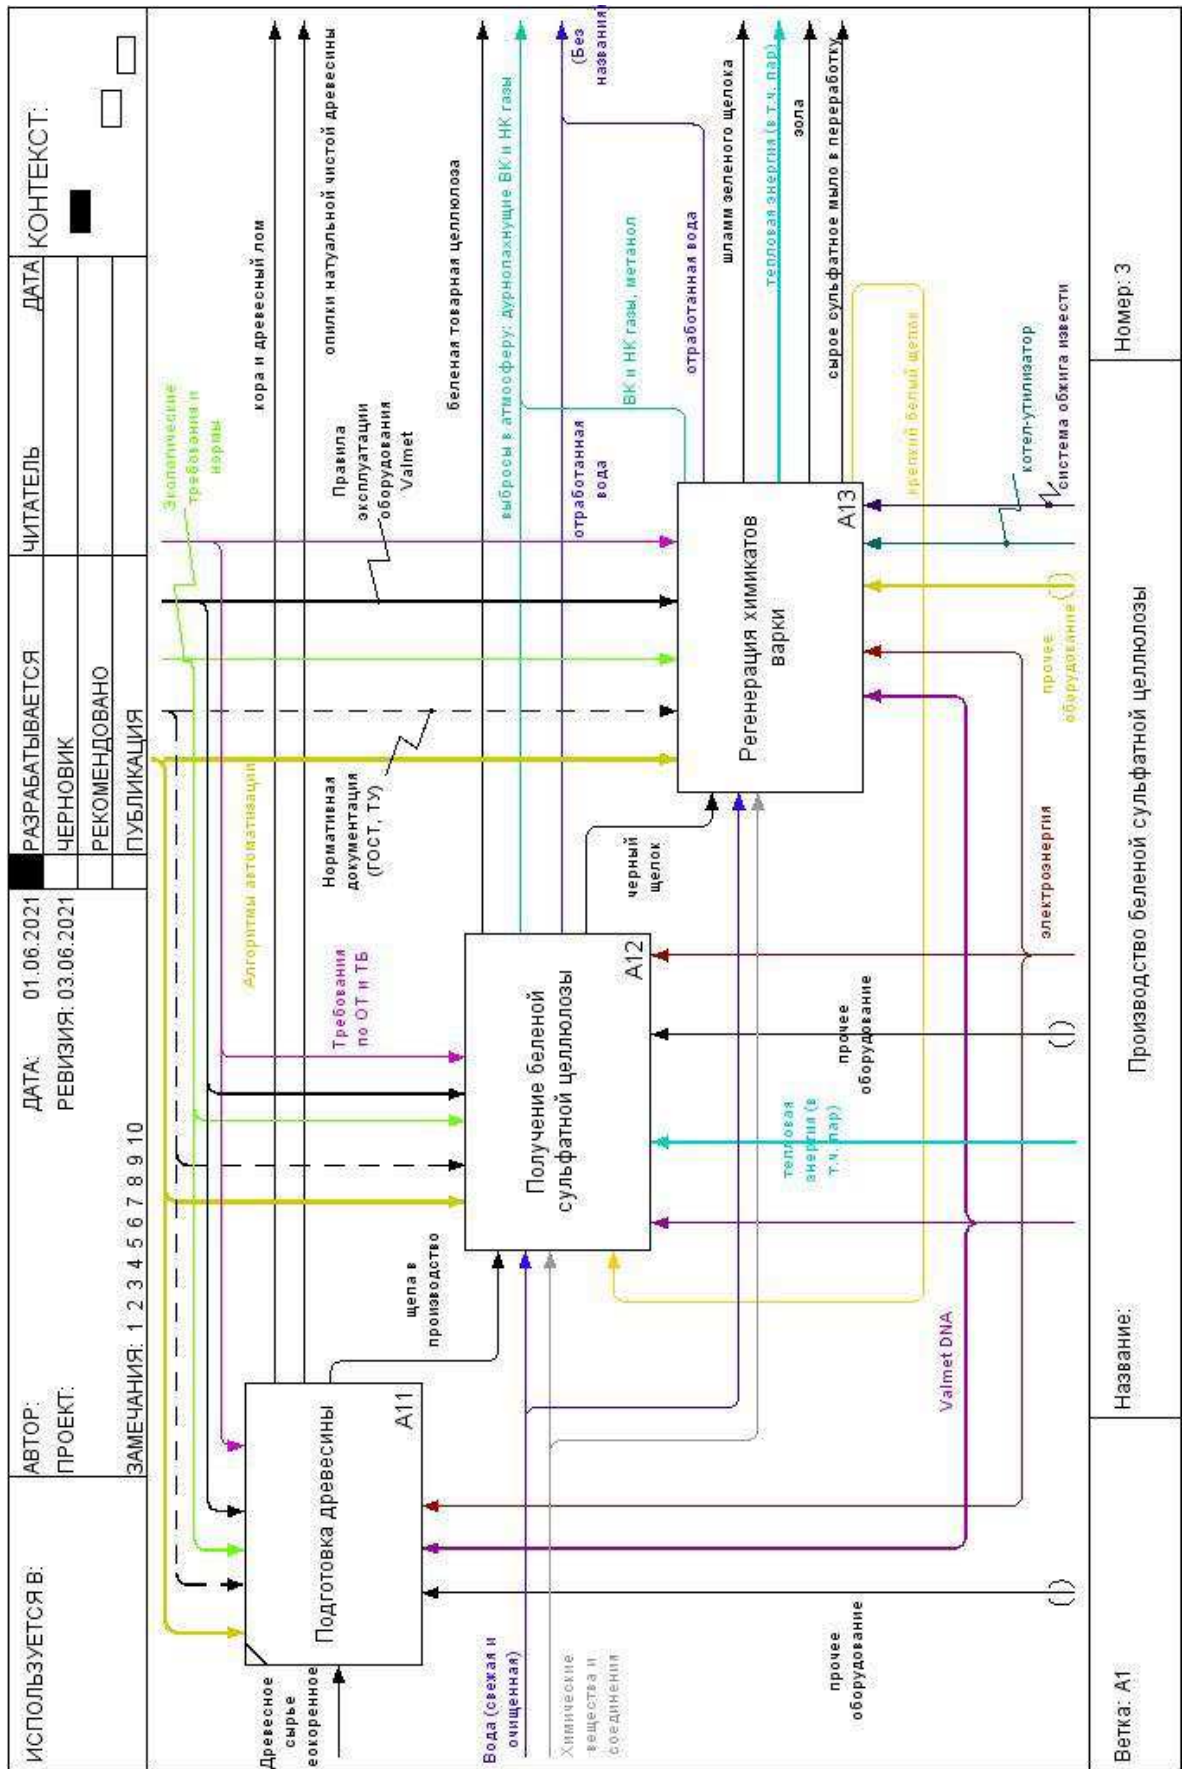 ИСПОЛЬЗУЕТСЯ В:
АВТОР:
ПРОЕКТ:
ДАТА: 01.06.2021
РЕВИЗИЯ: 03.06.2021
ЗАМЕЧАНИЯ: 1 2 3 4 5 6 7 8 9 10
РАЗРАБАТЫВАЕТСЯ
ЧЕРНОВИК
РЕКОМЕНДОВАНО
ПУБЛИКАЦИЯ
ЧИТАТЕЛЬ
ДАТА
КОНТЕКСТ:
Экологические
требования и
нормы
Правила
эксплуатации
оборудования
Valmet
Алгоритмы автоматизации
Нормативная
документация
(ГОСТ, ТУ)
Требования
по ОТ и ТБ
кора и древесный лом
опилки натуальной чистой древесины
беленая товарная целлюлоза
выбросы в атмосферу: дурнопахнущие ВК и НК газы
отработанная
вода
(Без
названия)
ВК и НК газы, метанол
отработанная вода
шламм зеленого щелока
тепловая энергия (в т.ч. пар)
зола
сырое сульфатное мыло в переработку
крепкий белый щелок
Древесное
сырье
еокоренное
Подготовка древесины
А11
щепа в
производство
Вода (свежая и
очищенная)
Химические
вещества и
соединения
Получение беленой
сульфатной целлюлозы
А12
черный
щелок
Регенерация химикатов
варки
А13
прочее
оборудование
Valmet DNA
тепловая
энергия (в
т.ч. пар)
прочее
оборудование
электроэнергия
прочее
оборудование
котел-утилизатор
система обжига извести
Ветка: А1
Название:
Производство беленой сульфатной целлюлозы
Номер: 3